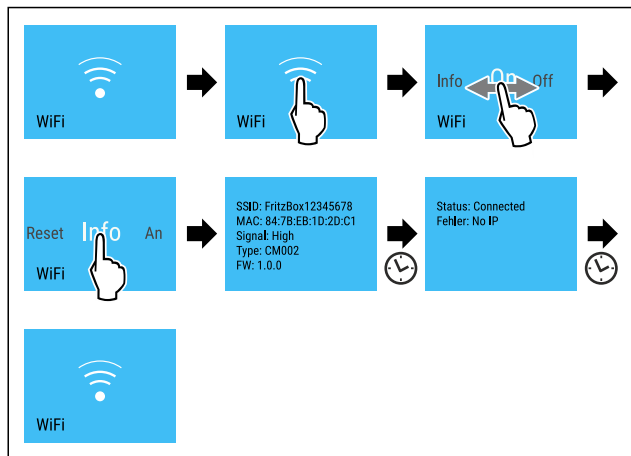 WiFi
WiFi
Info On Off
WiFi
Reset Info An
WiFi
SSID: FritzBox12345678
MAC: 84:7B:EB:1D:2D:C1
Signal: High
Type: CM002
FW: 1.0.0
Status: Connected
Fehler: No IP
WiFi